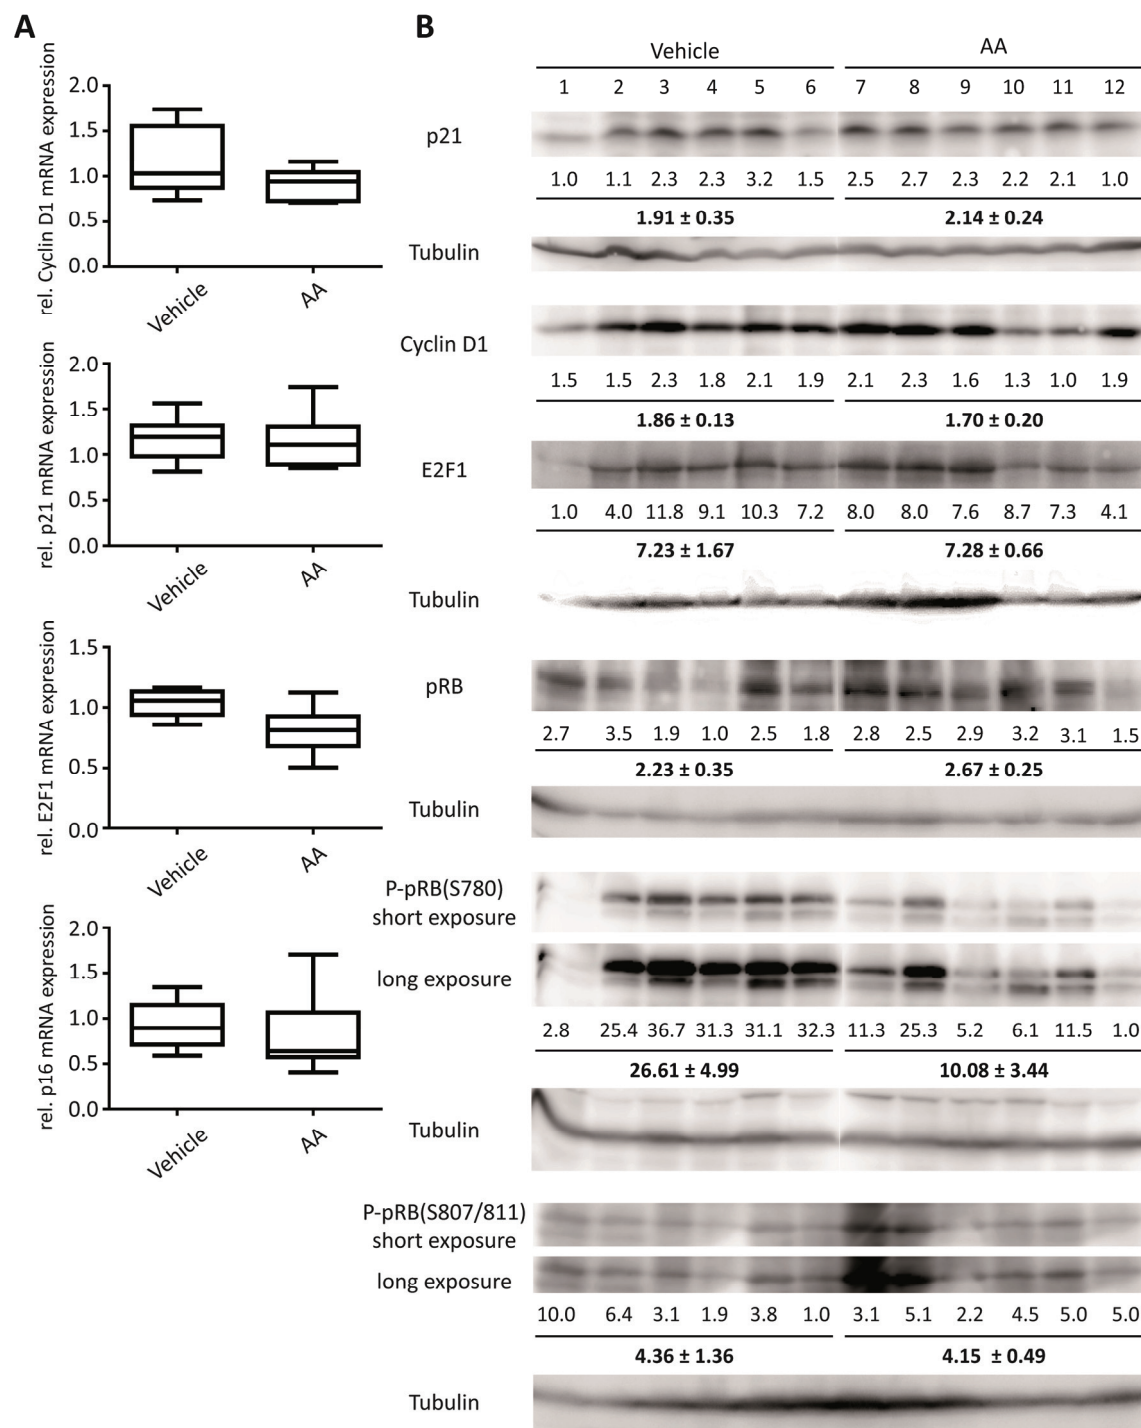 A
rel. Cyclin D1 mRNA expression
2.0
1.5
1.0
0.5
0.0
Vehicle
AA
rel. p21 mRNA expression
2.0
1.5
1.0
0.5
0.0
Vehicle
AA
rel. E2F1 mRNA expression
1.5
1.0
0.5
0.0
Vehicle
AA
rel. p16 mRNA expression
2.0
1.5
1.0
0.5
0.0
Vehicle
AA
B
Vehicle AA
1 2 3 4 5 6 7 8 9 10 11 12
p21
1.0 1.1 2.3 2.3 3.2 1.5 2.5 2.7 2.3 2.2 2.1 1.0
1.91 ± 0.35 2.14 ± 0.24
Tubulin
Cyclin D1
1.5 1.5 2.3 1.8 2.1 1.9 2.1 2.3 1.6 1.3 1.0 1.9
1.86 ± 0.13 1.70 ± 0.20
E2F1
1.0 4.0 11.8 9.1 10.3 7.2 8.0 8.0 7.6 8.7 7.3 4.1
7.23 ± 1.67 7.28 ± 0.66
Tubulin
pRB
2.7 3.5 1.9 1.0 2.5 1.8 2.8 2.5 2.9 3.2 3.1 1.5
2.23 ± 0.35 2.67 ± 0.25
Tubulin
P-pRB(S780)
short exposure
long exposure
2.8 25.4 36.7 31.3 31.1 32.3 11.3 25.3 5.2 6.1 11.5 1.0
26.61 ± 4.99 10.08 ± 3.44
Tubulin
P-pRB(S807/811)
short exposure
long exposure
10.0 6.4 3.1 1.9 3.8 1.0 3.1 5.1 2.2 4.5 5.0 5.0
4.36 ± 1.36 4.15 ± 0.49
Tubulin